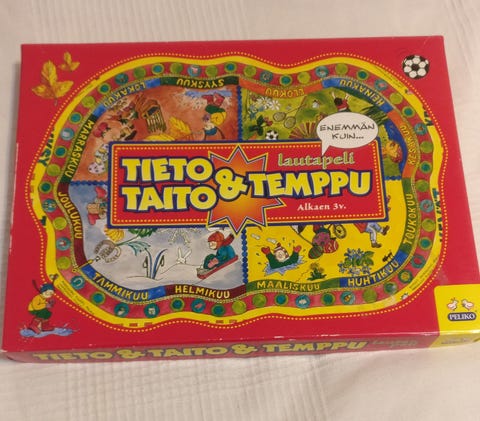 SYYSKUU
ELOKUU
LOKAKUU
HEINÄKUU
MARRASKUU
ENEMMÄN
KUIN...
lautapeli
TIETO
TAITO & TEMPPU
Alkaen 3v.
JOULUKUU
TOUKOKUU
TAMMIKUU
HELMIKUU
MAALISKUU
HUHTIKUU
PELIKO
TIETO & TAITO & TEMPPU lautapeli